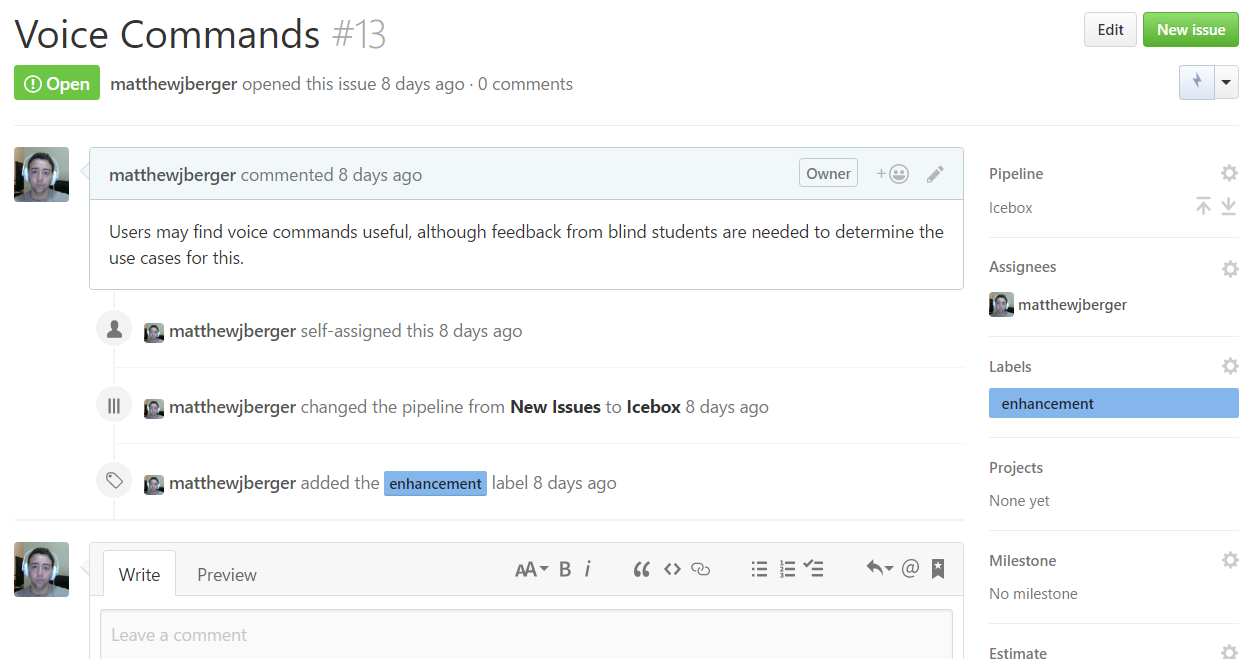 Voice Commands #13
Edit
New issue
Open
matthewjberger opened this issue 8 days ago · 0 comments
matthewjberger commented 8 days ago
Owner
Users may find voice commands useful, although feedback from blind students are needed to determine the
use cases for this.
matthewjberger self-assigned this 8 days ago
matthewjberger changed the pipeline from New Issues to Icebox 8 days ago
matthewjberger added the enhancement label 8 days ago
Write
Preview
AA B i
Leave a comment
Pipeline
Icebox
Assignees
matthewjberger
Labels
enhancement
Projects
None yet
Milestone
No milestone
Estimate